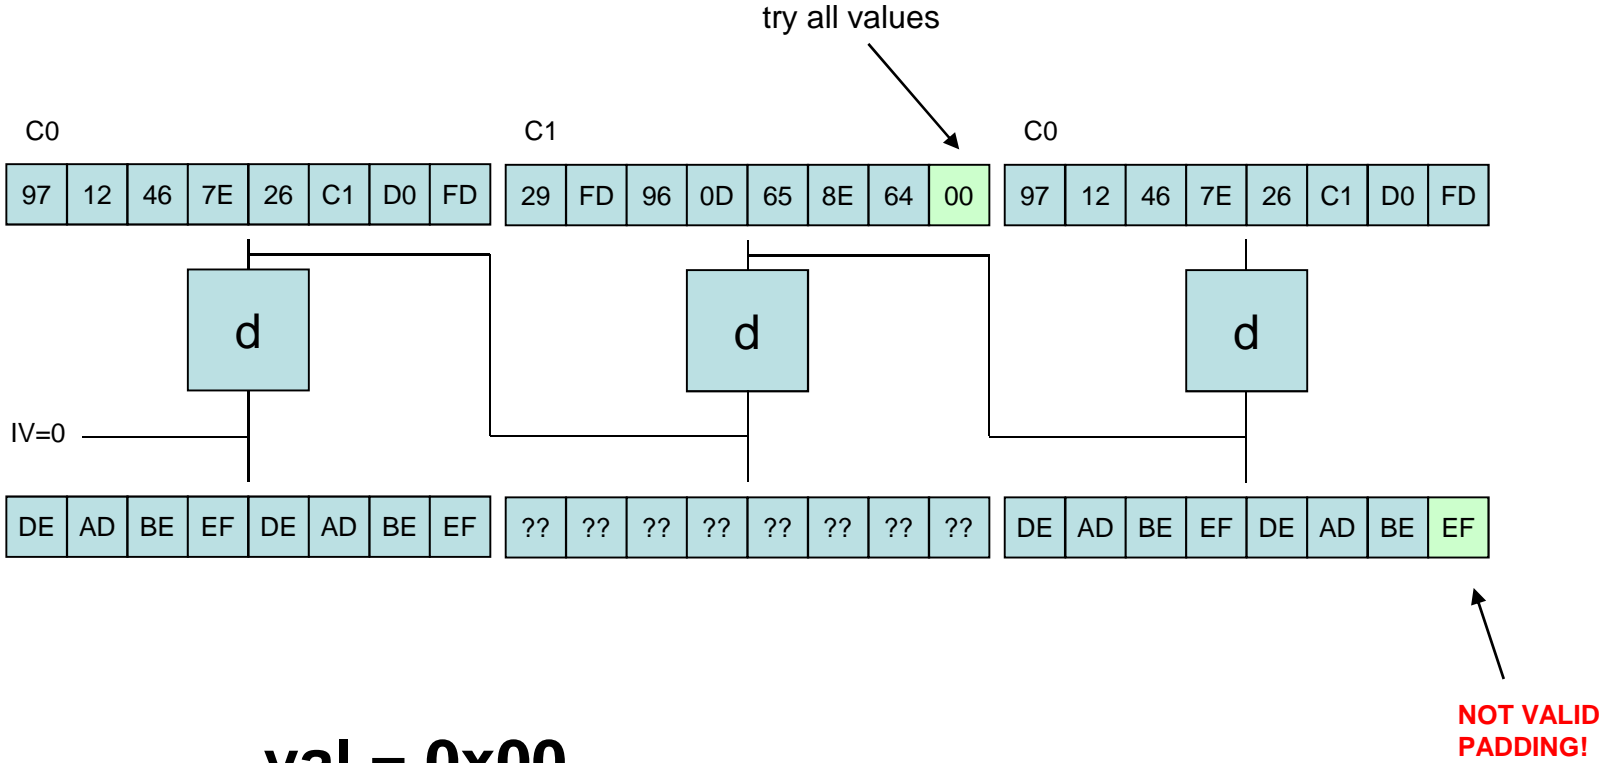 try all values
C0 C1 C0
97 12 46 7E 26 C1 D0 FD 29 FD 96 0D 65 8E 64 00 97 12 46 7E 26 C1 D0 FD
d d d
IV=0
DE AD BE EF DE AD BE EF ?? ?? ?? ?? ?? ?? ?? ?? DE AD BE EF DE AD BE EF
NOT VALID
PADDING!
val = 0x00